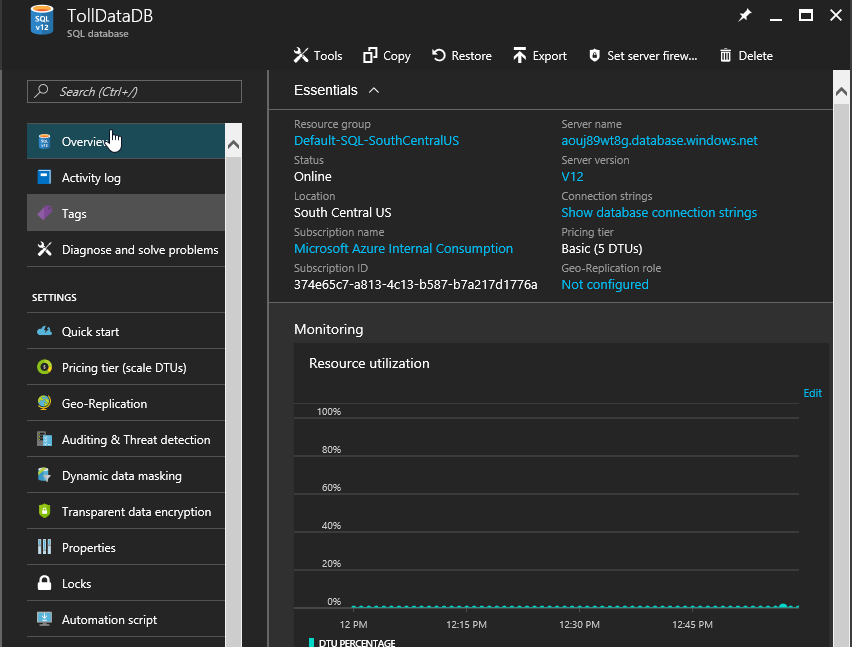 SQL
v12
TollDataDB
SQL database
Tools
Copy
Restore
Export
Set server firew...
Delete
Search (Ctrl+/)
Overview
Activity log
Tags
Diagnose and solve problems
SETTINGS
Quick start
Pricing tier (scale DTUs)
Geo-Replication
Auditing & Threat detection
Dynamic data masking
Transparent data encryption
Properties
Locks
Automation script
Essentials
Resource group
Default-SQL-SouthCentralUS
Status
Online
Location
South Central US
Subscription name
Microsoft Azure Internal Consumption
Subscription ID
374e65c7-a813-4c13-b587-b7a217d1776a
Server name
aouj89wt8g.database.windows.net
Server version
V12
Connection strings
Show database connection strings
Pricing tier
Basic (5 DTUs)
Geo-Replication role
Not configured
Monitoring
Resource utilization
Edit
100%
80%
60%
40%
20%
0%
12 PM
12:15 PM
12:30 PM
12:45 PM
DTU PERCENTAGE